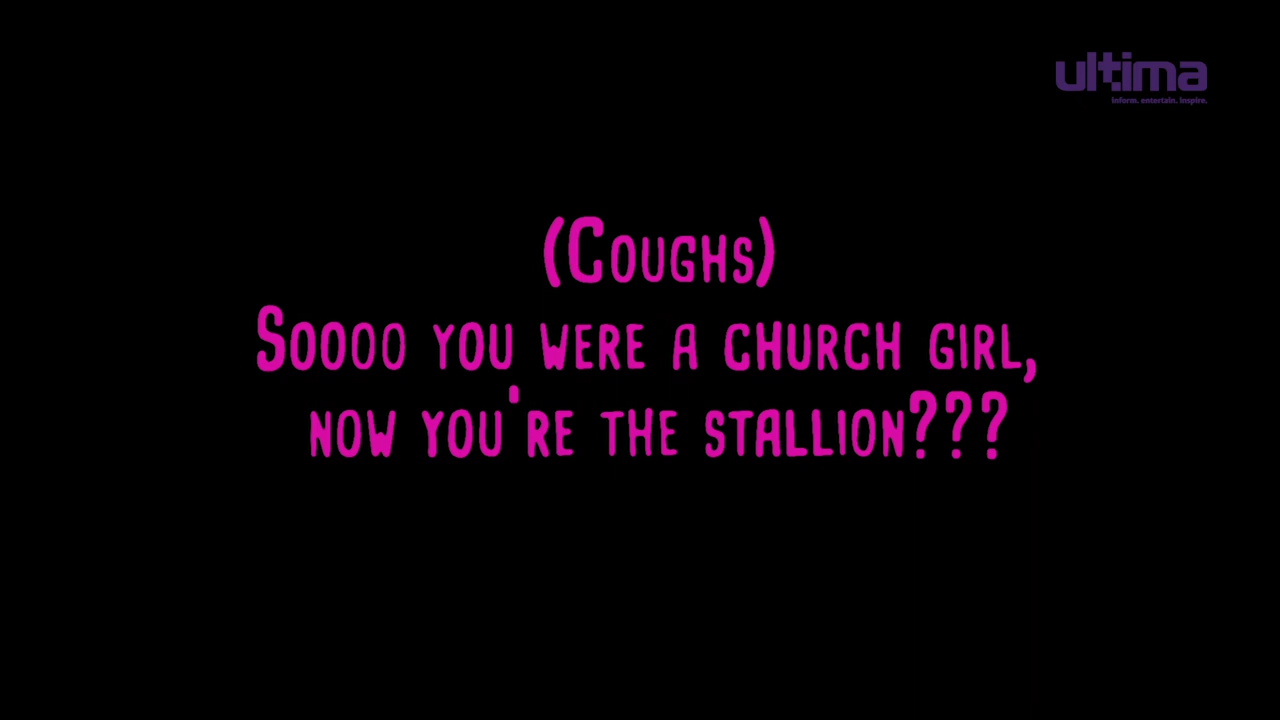 ultima
inform. entertain. inspire.
(Coughs)
Soooo you were a church girl,
now you're the stallion???